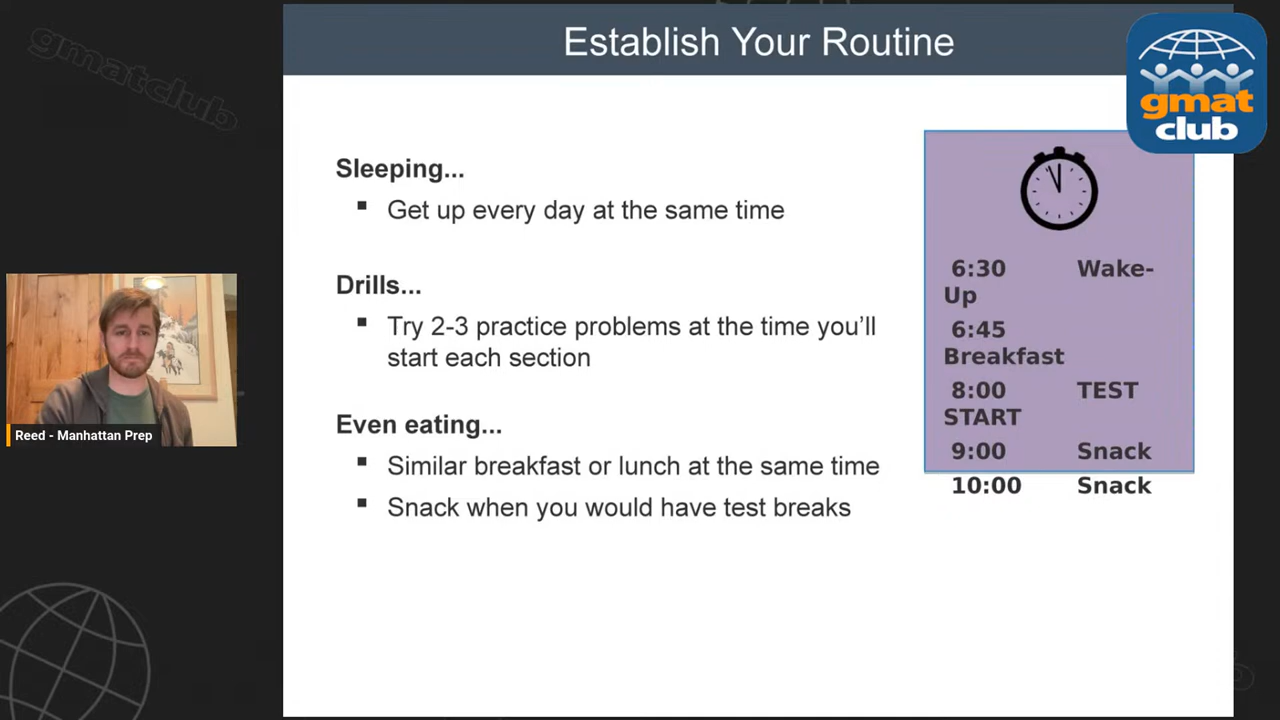 gmatclub
Establish Your Routine
gmat
club
Sleeping...
▪ Get up every day at the same time
Drills...
▪ Try 2-3 practice problems at the time you’ll
start each section
Even eating...
▪ Similar breakfast or lunch at the same time
▪ Snack when you would have test breaks
6:30 Wake-
Up
6:45
Breakfast
8:00 TEST
START
9:00 Snack
10:00 Snack
Reed - Manhattan Prep